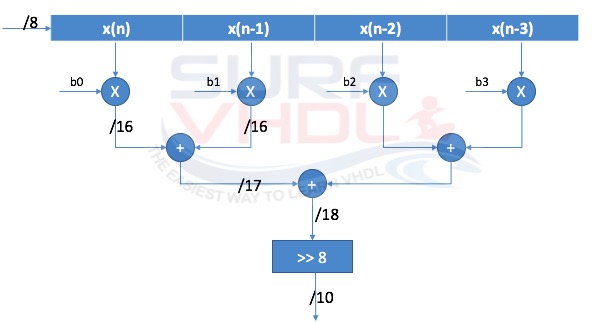 /8 x(n) x(n-1) x(n-2) x(n-3)
b0 X b1 X b2 X b3 X
SURF
VHDL
/16 /16
+ +
THE EASIEST WAY TO LEARN VHDL
/17 +
/18
>> 8
/10